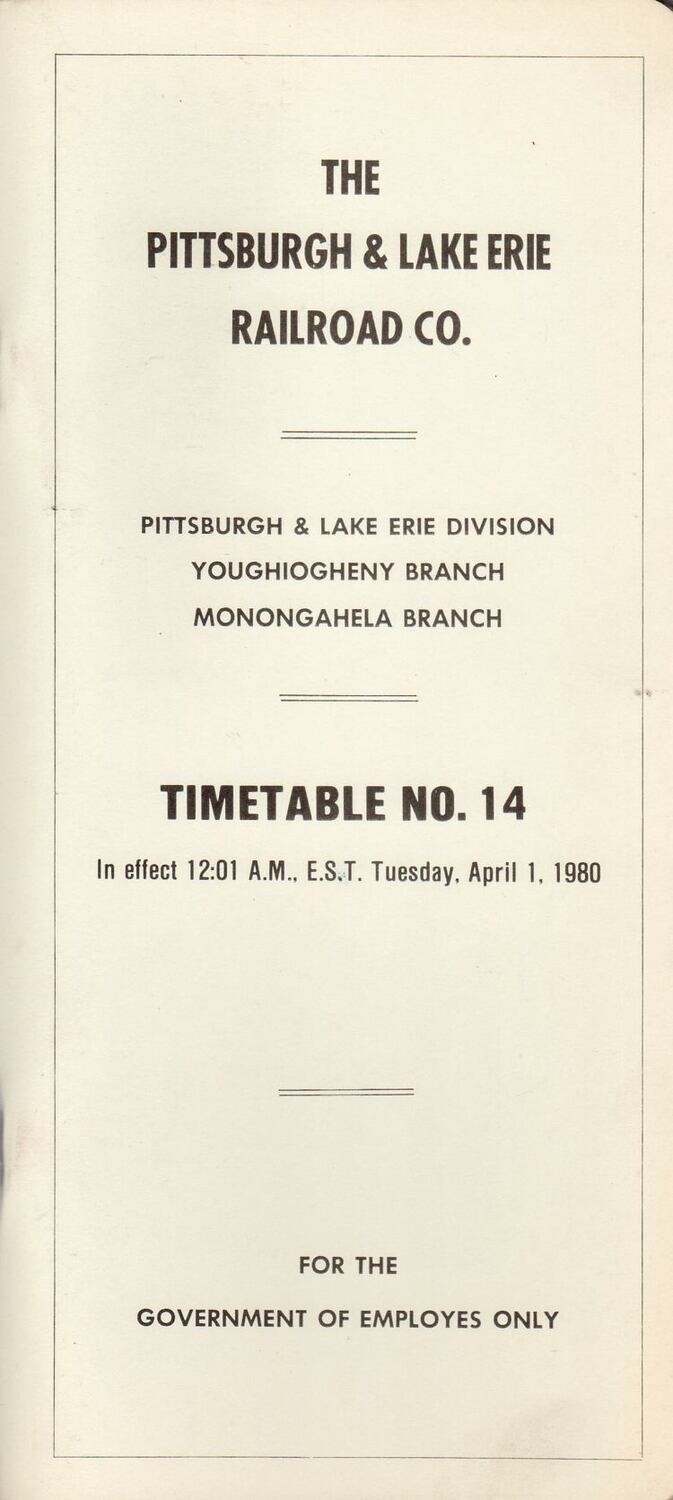 THE
PITTSBURGH & LAKE ERIE
RAILROAD CO.
PITTSBURGH & LAKE ERIE DIVISION
YOUGHIOGHENY BRANCH
MONONGAHELA BRANCH
TIMETABLE NO. 14
In effect 12:01 A.M., E.S.T. Tuesday, April 1, 1980
FOR THE
GOVERNMENT OF EMPLOYES ONLY